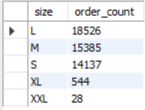 size order_count
L 18526
M 15385
S 14137
XL 544
XXL 28